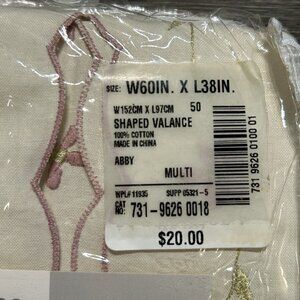 SIZE: W60IN. X L38IN.
W152CM X L97CM 50
SHAPED VALANCE
100% COTTON
MADE IN CHINA
ABBY
MULTI
WPL# 11935 SUPP 05321-5
CAT NO: 731-9626 0018
$20.00
731 9626 0100 01